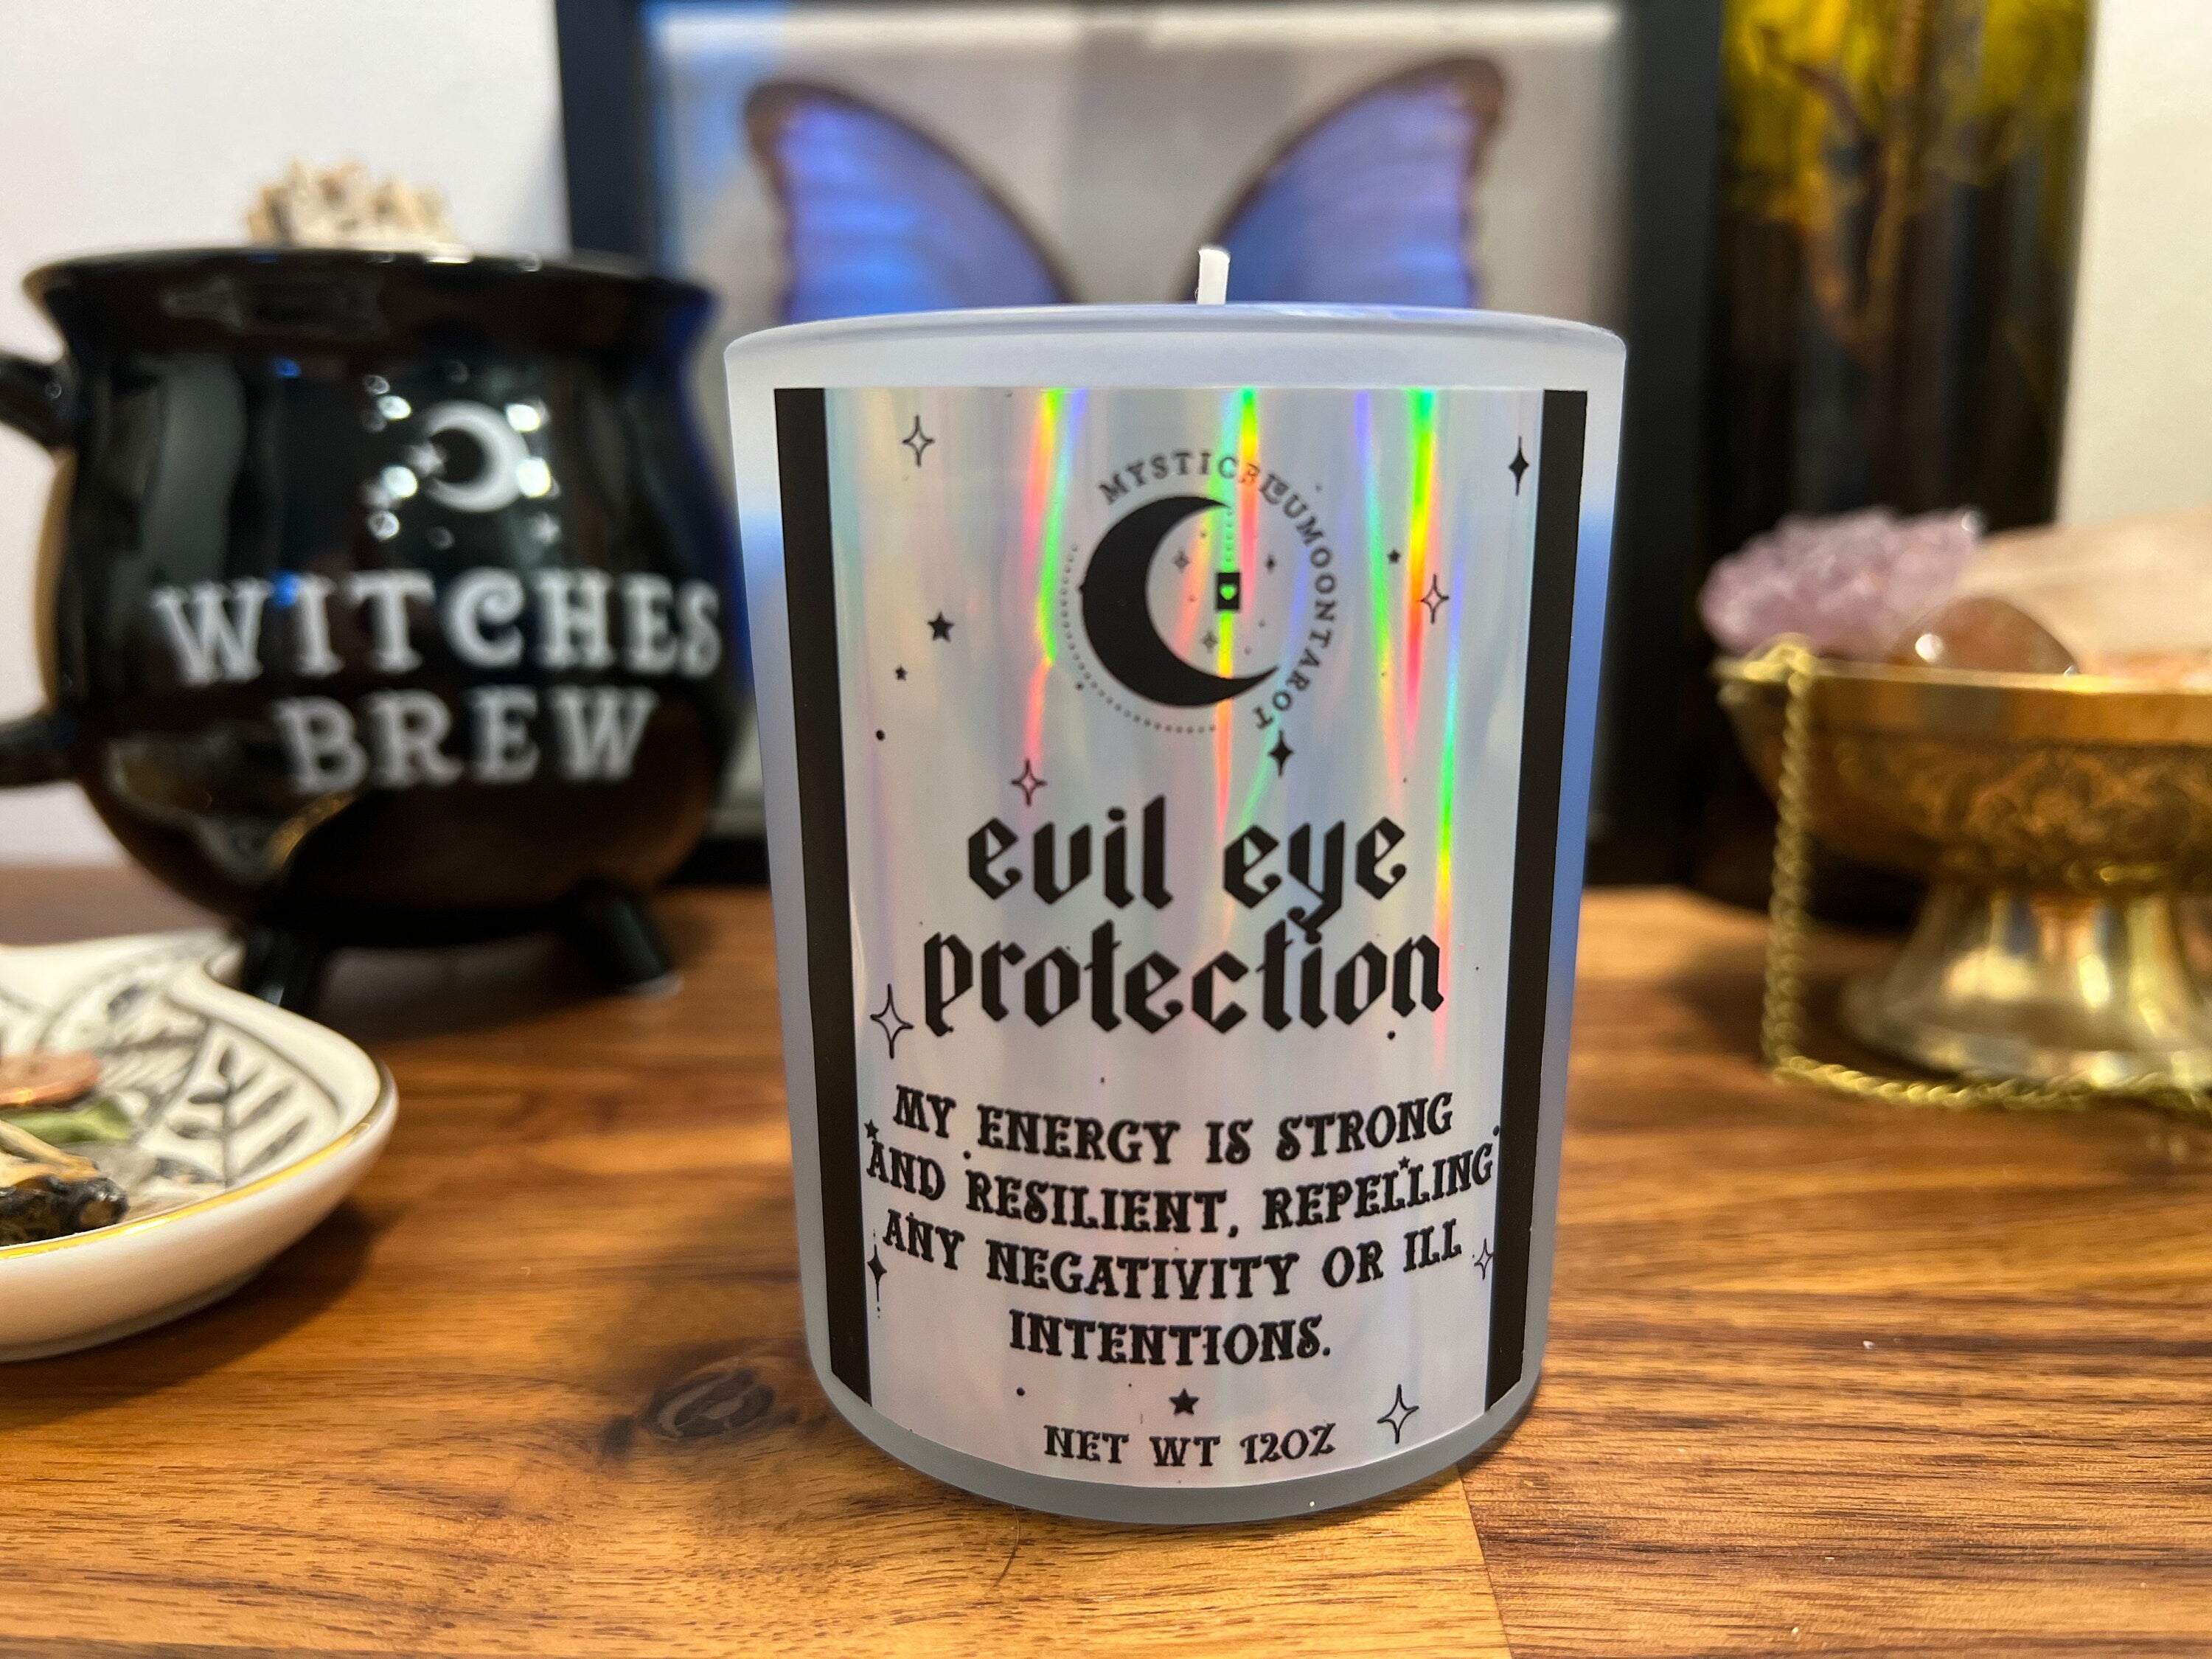 WITCHES
BREW
MYSTICBLUMOONTAROT
evil eye
protection
MY ENERGY IS STRONG
AND RESILIENT, REPELLING
ANY NEGATIVITY OR ILL
INTENTIONS.
NET WT 12OZ